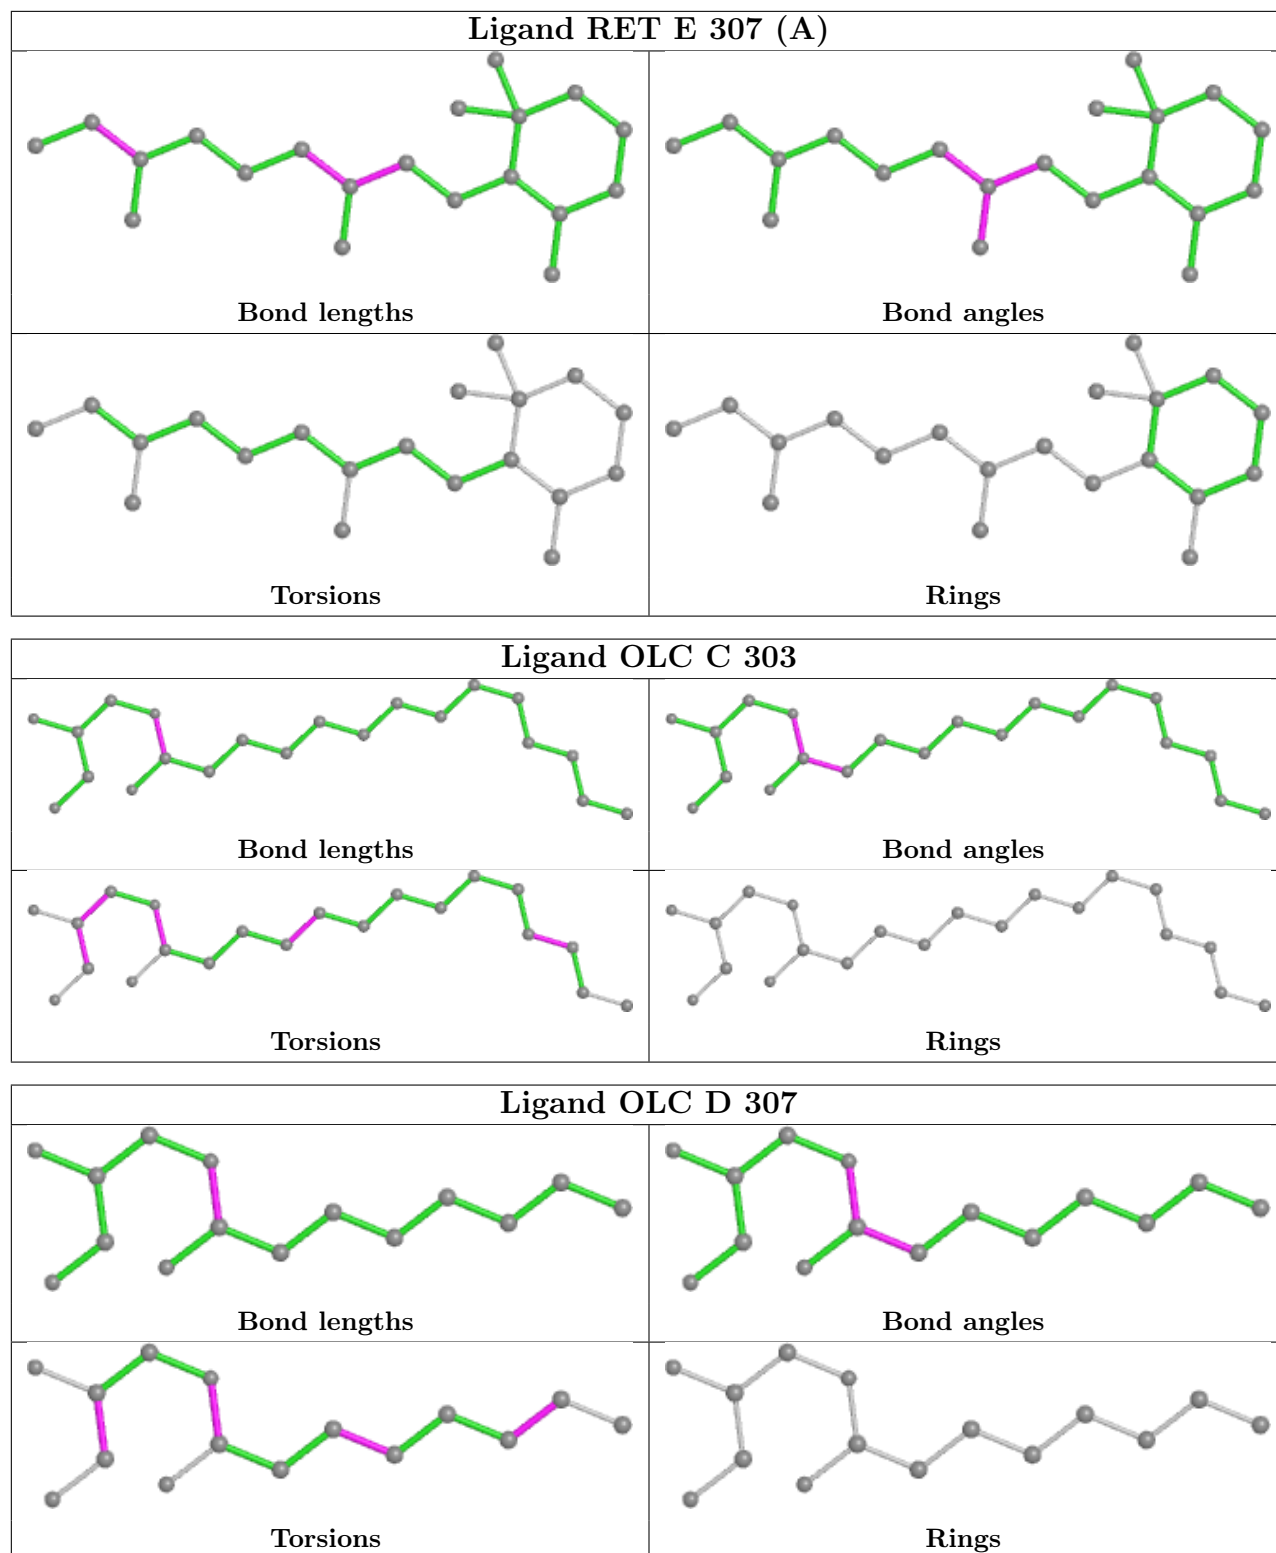 Ligand RET E 307 (A)
Bond lengths
Bond angles
Torsions
Rings
Ligand OLC C 303
Bond lengths
Bond angles
Torsions
Rings
Ligand OLC D 307
Bond lengths
Bond angles
Torsions
Rings